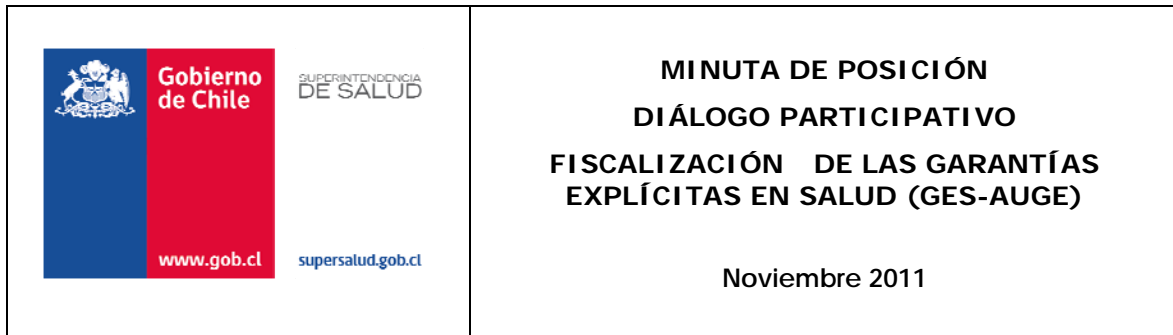 Gobierno
de Chile
www.gob.cl
SUPERINTENDENCIA
DE SALUD
supersalud.gob.cl
MINUTA DE POSICIÓN
DIÁLOGO PARTICIPATIVO
FISCALIZACIÓN DE LAS GARANTÍAS
EXPLÍCITAS EN SALUD (GES-AUGE)
Noviembre 2011